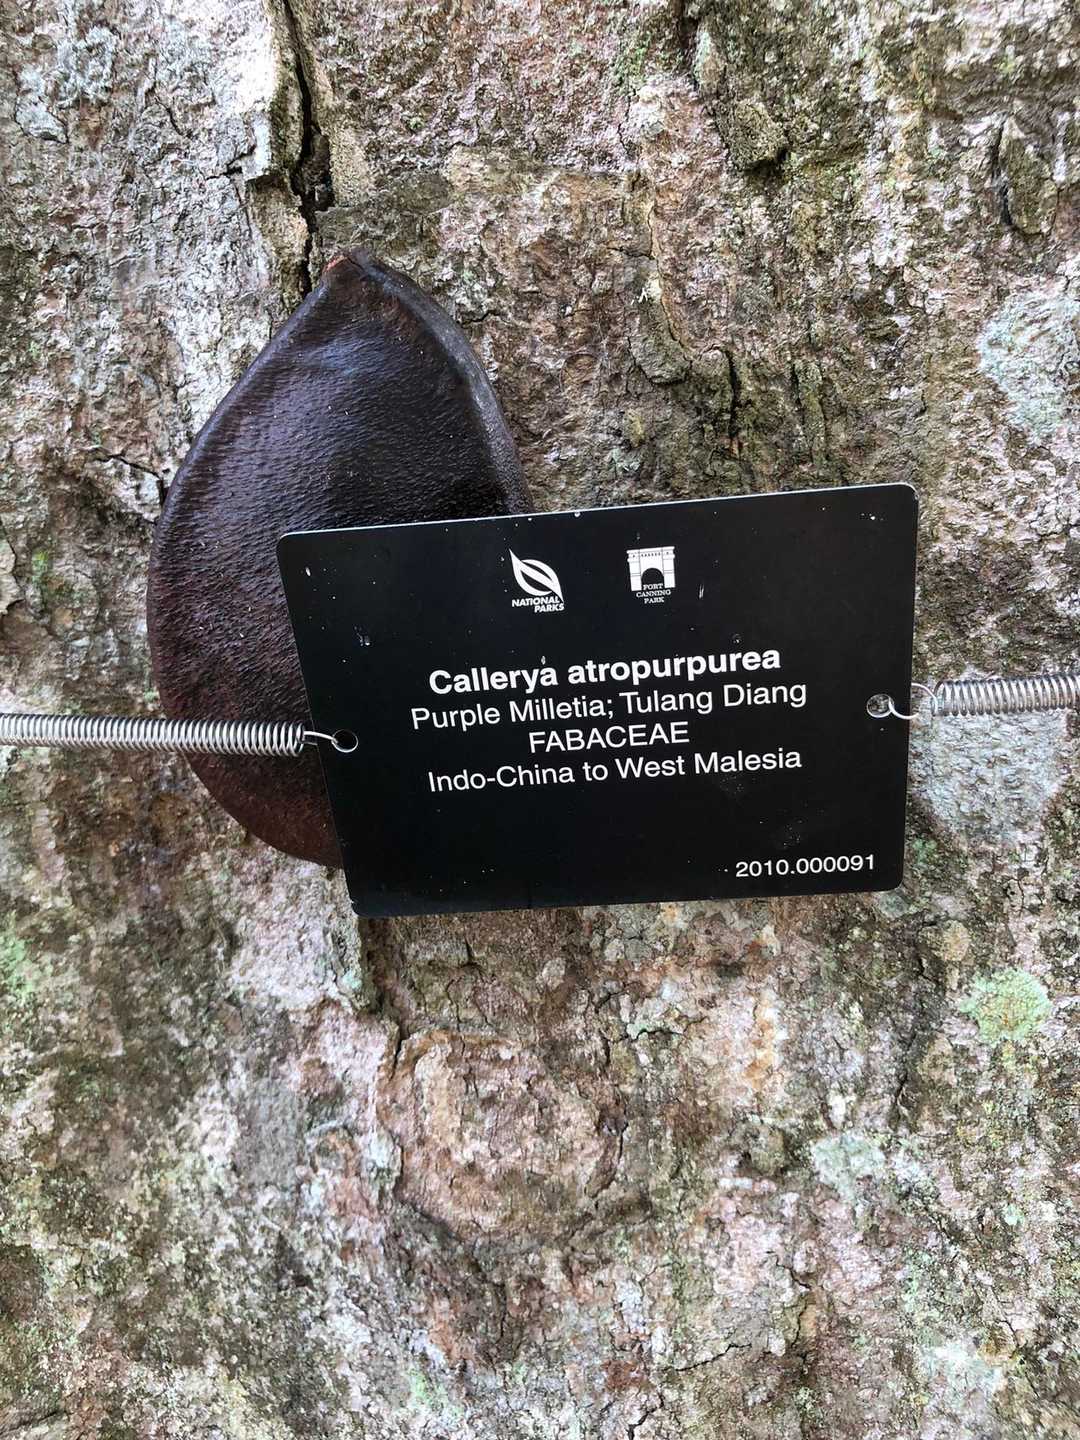 NATIONAL
PARKS
FORT
CANNING
PARK
Callerya atropurpurea
Purple Milletia; Tulang Diang
FABACEAE
Indo-China to West Malesia
2010.000091